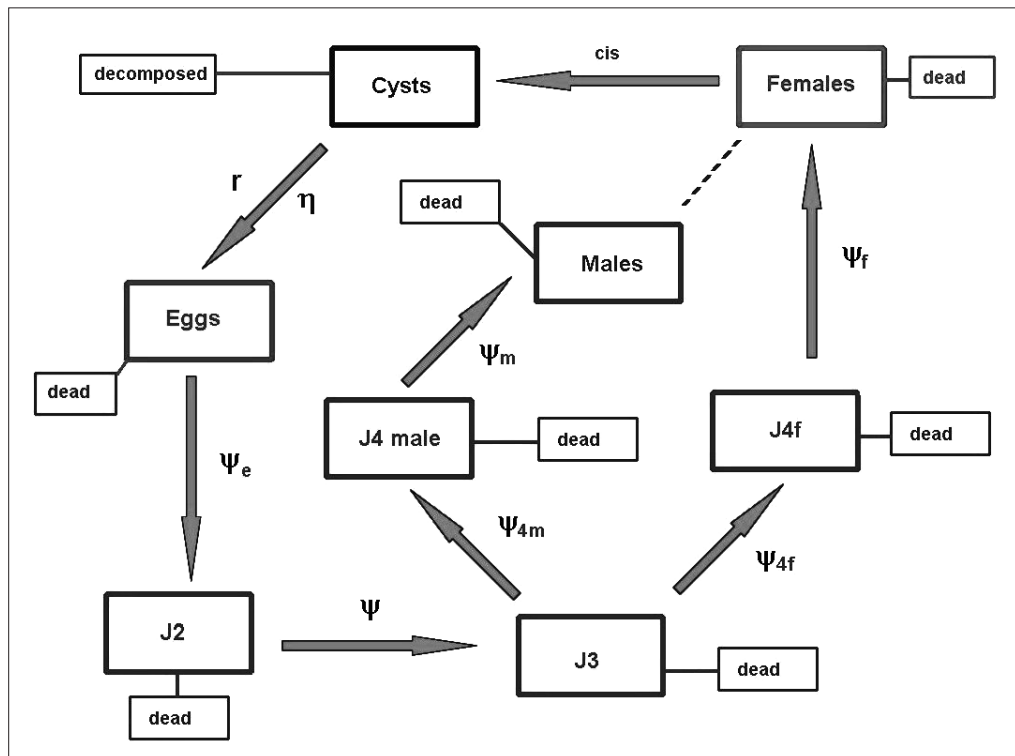 decomposed
Cysts
cis
Females
dead
r
η
dead
Males
Ψf
Eggs
dead
Ψm
J4 male
dead
J4f
dead
Ψe
Ψ4m
Ψ4f
J2
Ψ
J3
dead
dead